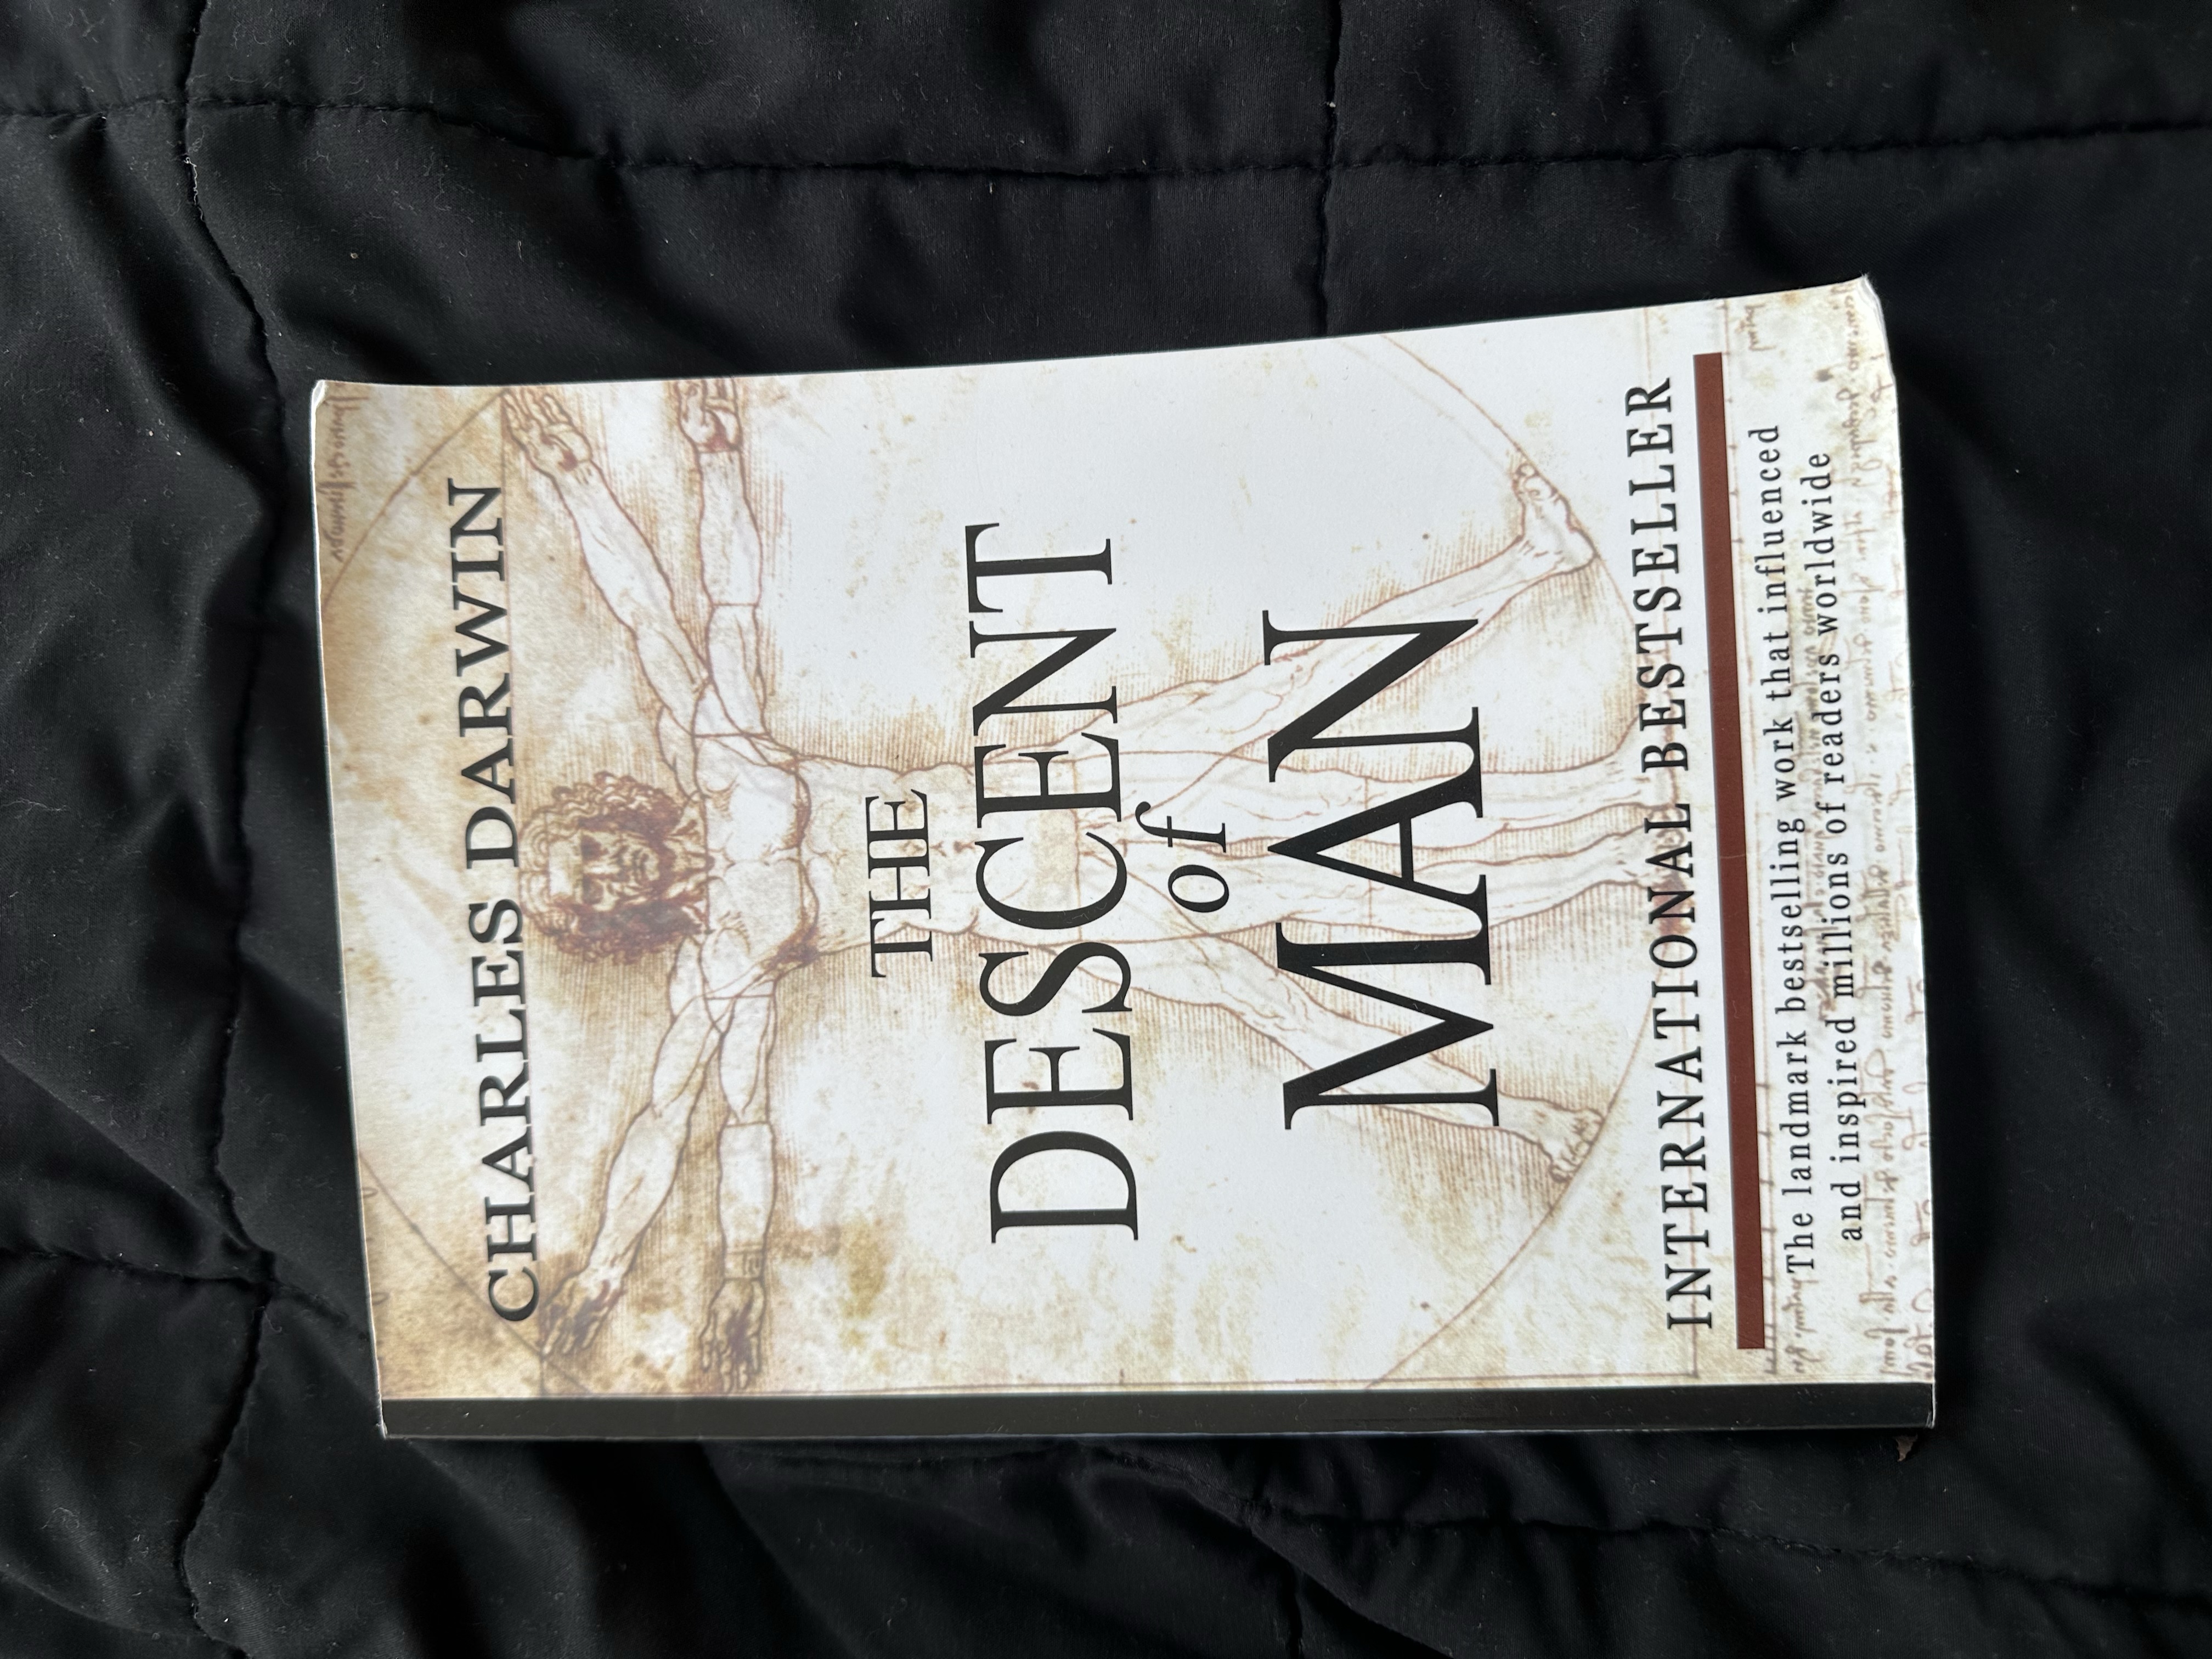 CHARLES DARWIN
THE
DESCENT
of
MAN
INTERNATIONAL BESTSELLER
The landmark bestselling work that influenced
and inspired millions of readers worldwide